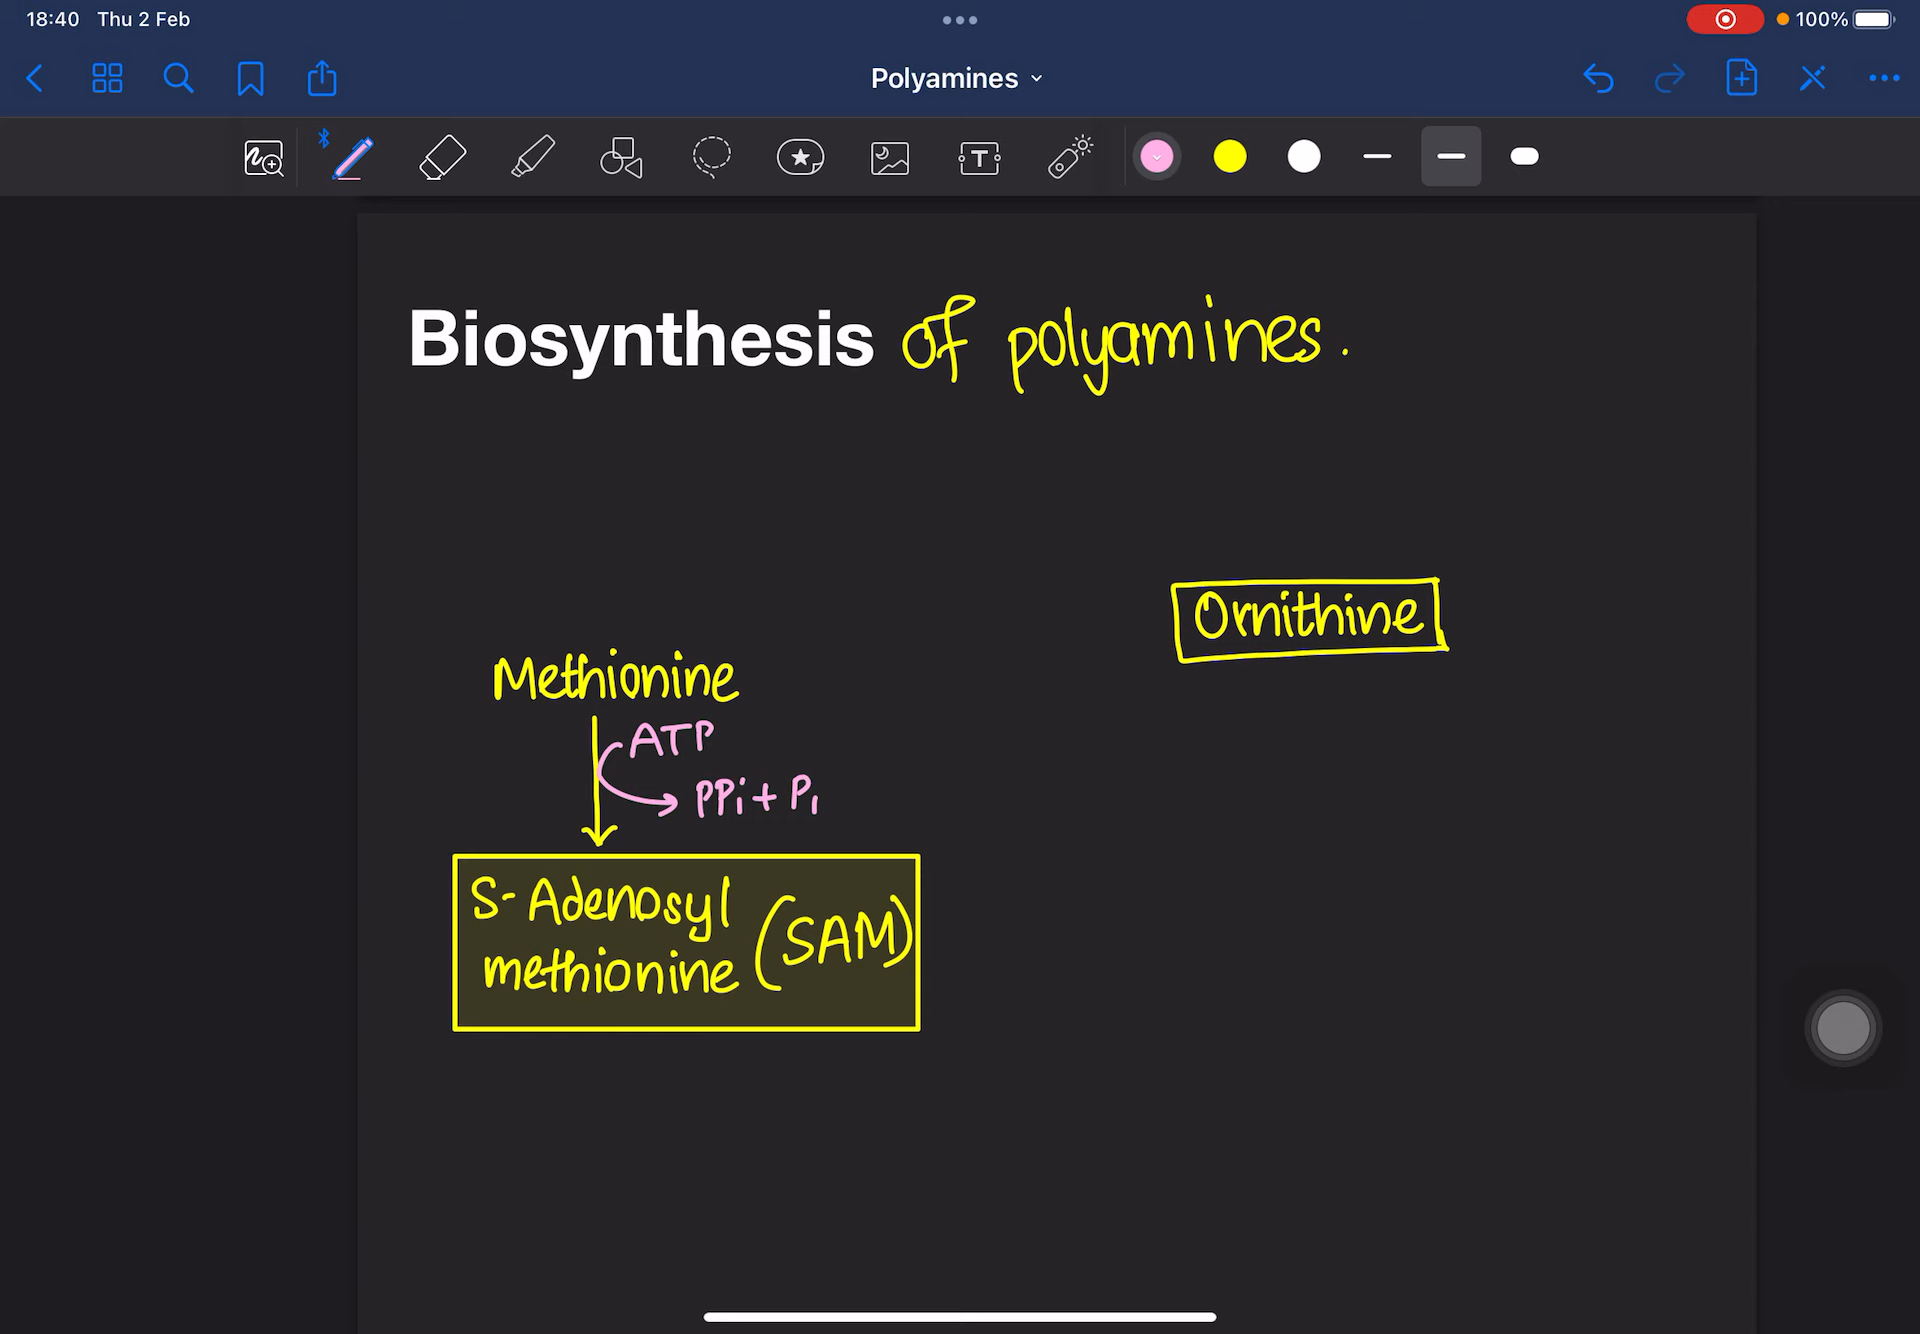 18:40 Thu 2 Feb
100%
Polyamines
T
Biosynthesis of polyamines.
Ornithine
Methionine
ATP
PPi + Pi
S-Adenosyl
methionine (SAM)